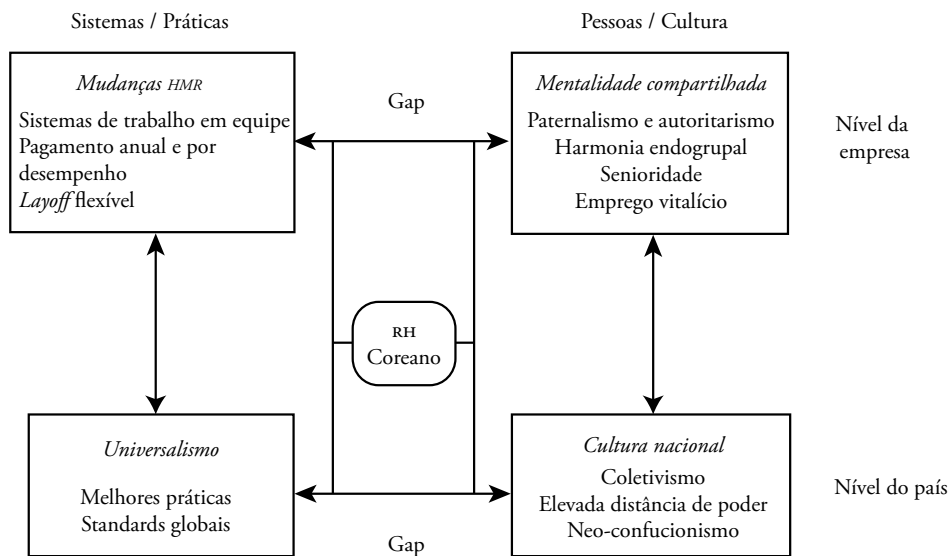 Sistemas / Práticas
Pessoas / Cultura
Mudanças HMR
Sistemas de trabalho em equipe
Pagamento anual e por
desempenho
Layoff flexível
Gap
Mentalidade compartilhada
Paternalismo e autoritarismo
Harmonia endogrupal
Senioridade
Emprego vitalício
Nível da
empresa
RH
Coreano
Universalismo
Melhores práticas
Standards globais
Gap
Cultura nacional
Coletivismo
Elevada distância de poder
Neo-confucionismo
Nível do país